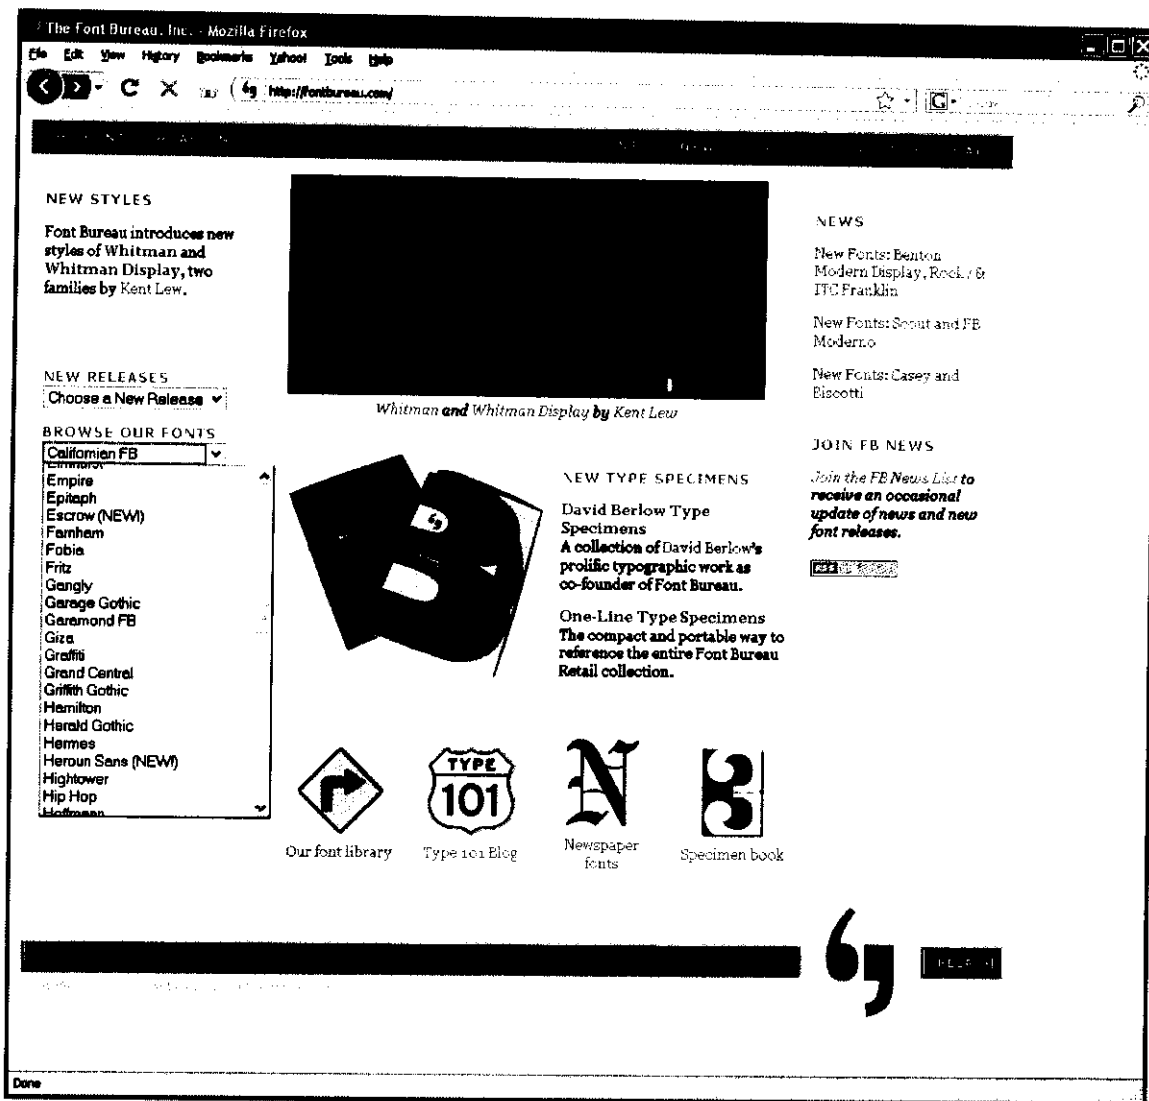 The Font Bureau, Inc. - Mozilla Firefox
File Edit View History Bookmarks Yahoo! Tools Help
http://fontbureau.com/
G
NEW STYLES
Font Bureau introduces new
styles of Whitman and
Whitman Display, two
families by Kent Lew.
NEW RELEASES
Choose a New Release
BROWSE OUR FONTS
Californian FB
Elmhurst
Empire
Epitaph
Escrow (NEW!)
Farnham
Fobia
Fritz
Gangly
Garage Gothic
Garamond FB
Giza
Graffiti
Grand Central
Griffith Gothic
Hamilton
Herald Gothic
Hermes
Heroun Sans (NEW!)
Hightower
Hip Hop
Hoffmann
Whitman and Whitman Display by Kent Lew
NEW TYPE SPECIMENS
David Berlow Type
Specimens
A collection of David Berlow's
prolific typographic work as
co-founder of Font Bureau.
One-Line Type Specimens
The compact and portable way to
reference the entire Font Bureau
Retail collection.
TYPE
101
N
3
Our font library
Type 101 Blog
Newspaper
fonts
Specimen book
NEWS
New Fonts: Benton
Modern Display, Rocky &
ITC Franklin
New Fonts: Scout and FB
Moderno
New Fonts: Casey and
Biscotti
JOIN FB NEWS
Join the FB News List to
receive an occasional
update of news and new
font releases.
Done